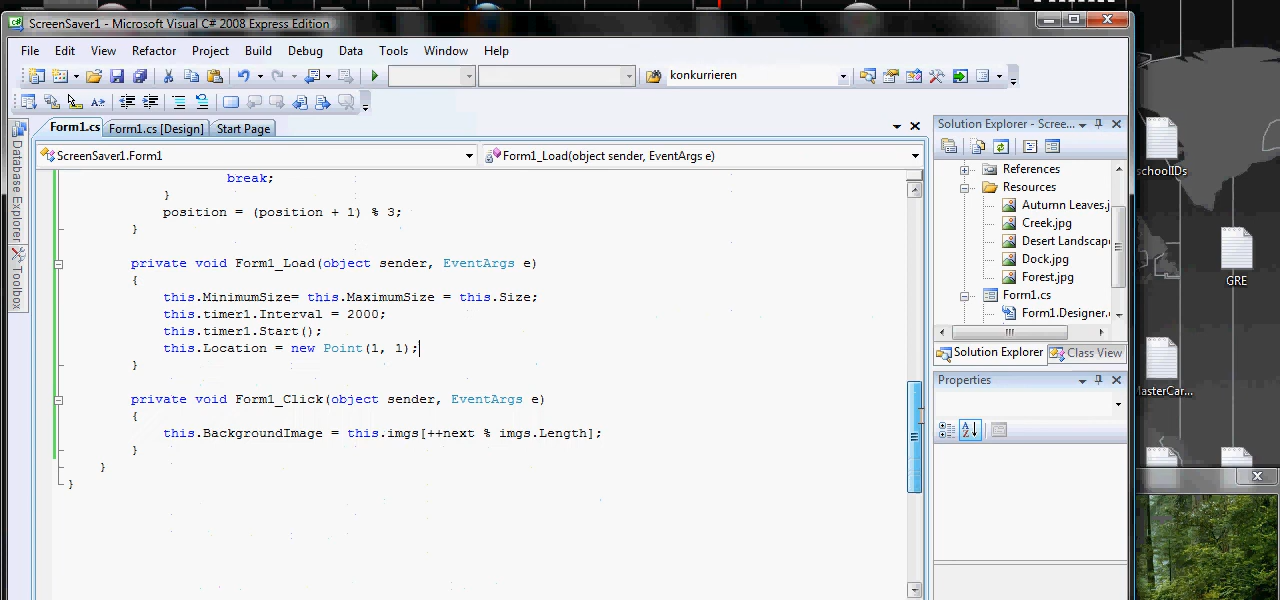 ScreenSaver1 - Microsoft Visual C# 2008 Express Edition
File Edit View Refactor Project Build Debug Data Tools Window Help
konkurrieren
Form1.cs Form1.cs [Design] Start Page
ScreenSaver1.Form1 Form1_Load(object sender, EventArgs e)
break;
}
position = (position + 1) % 3;
}
private void Form1_Load(object sender, EventArgs e)
{
this.MinimumSize= this.MaximumSize = this.Size;
this.timer1.Interval = 2000;
this.timer1.Start();
this.Location = new Point(1, 1);
}
private void Form1_Click(object sender, EventArgs e)
{
this.BackgroundImage = this.imgs[++next % imgs.Length];
}
}
}
Database Explorer
Toolbox
Solution Explorer - Scree...
References
Resources
Autumn Leaves.j
Creek.jpg
Desert Landscap
Dock.jpg
Forest.jpg
Form1.cs
Form1.Designer.
Solution Explorer Class View
Properties
schoolIDs
GRE
MasterCar...